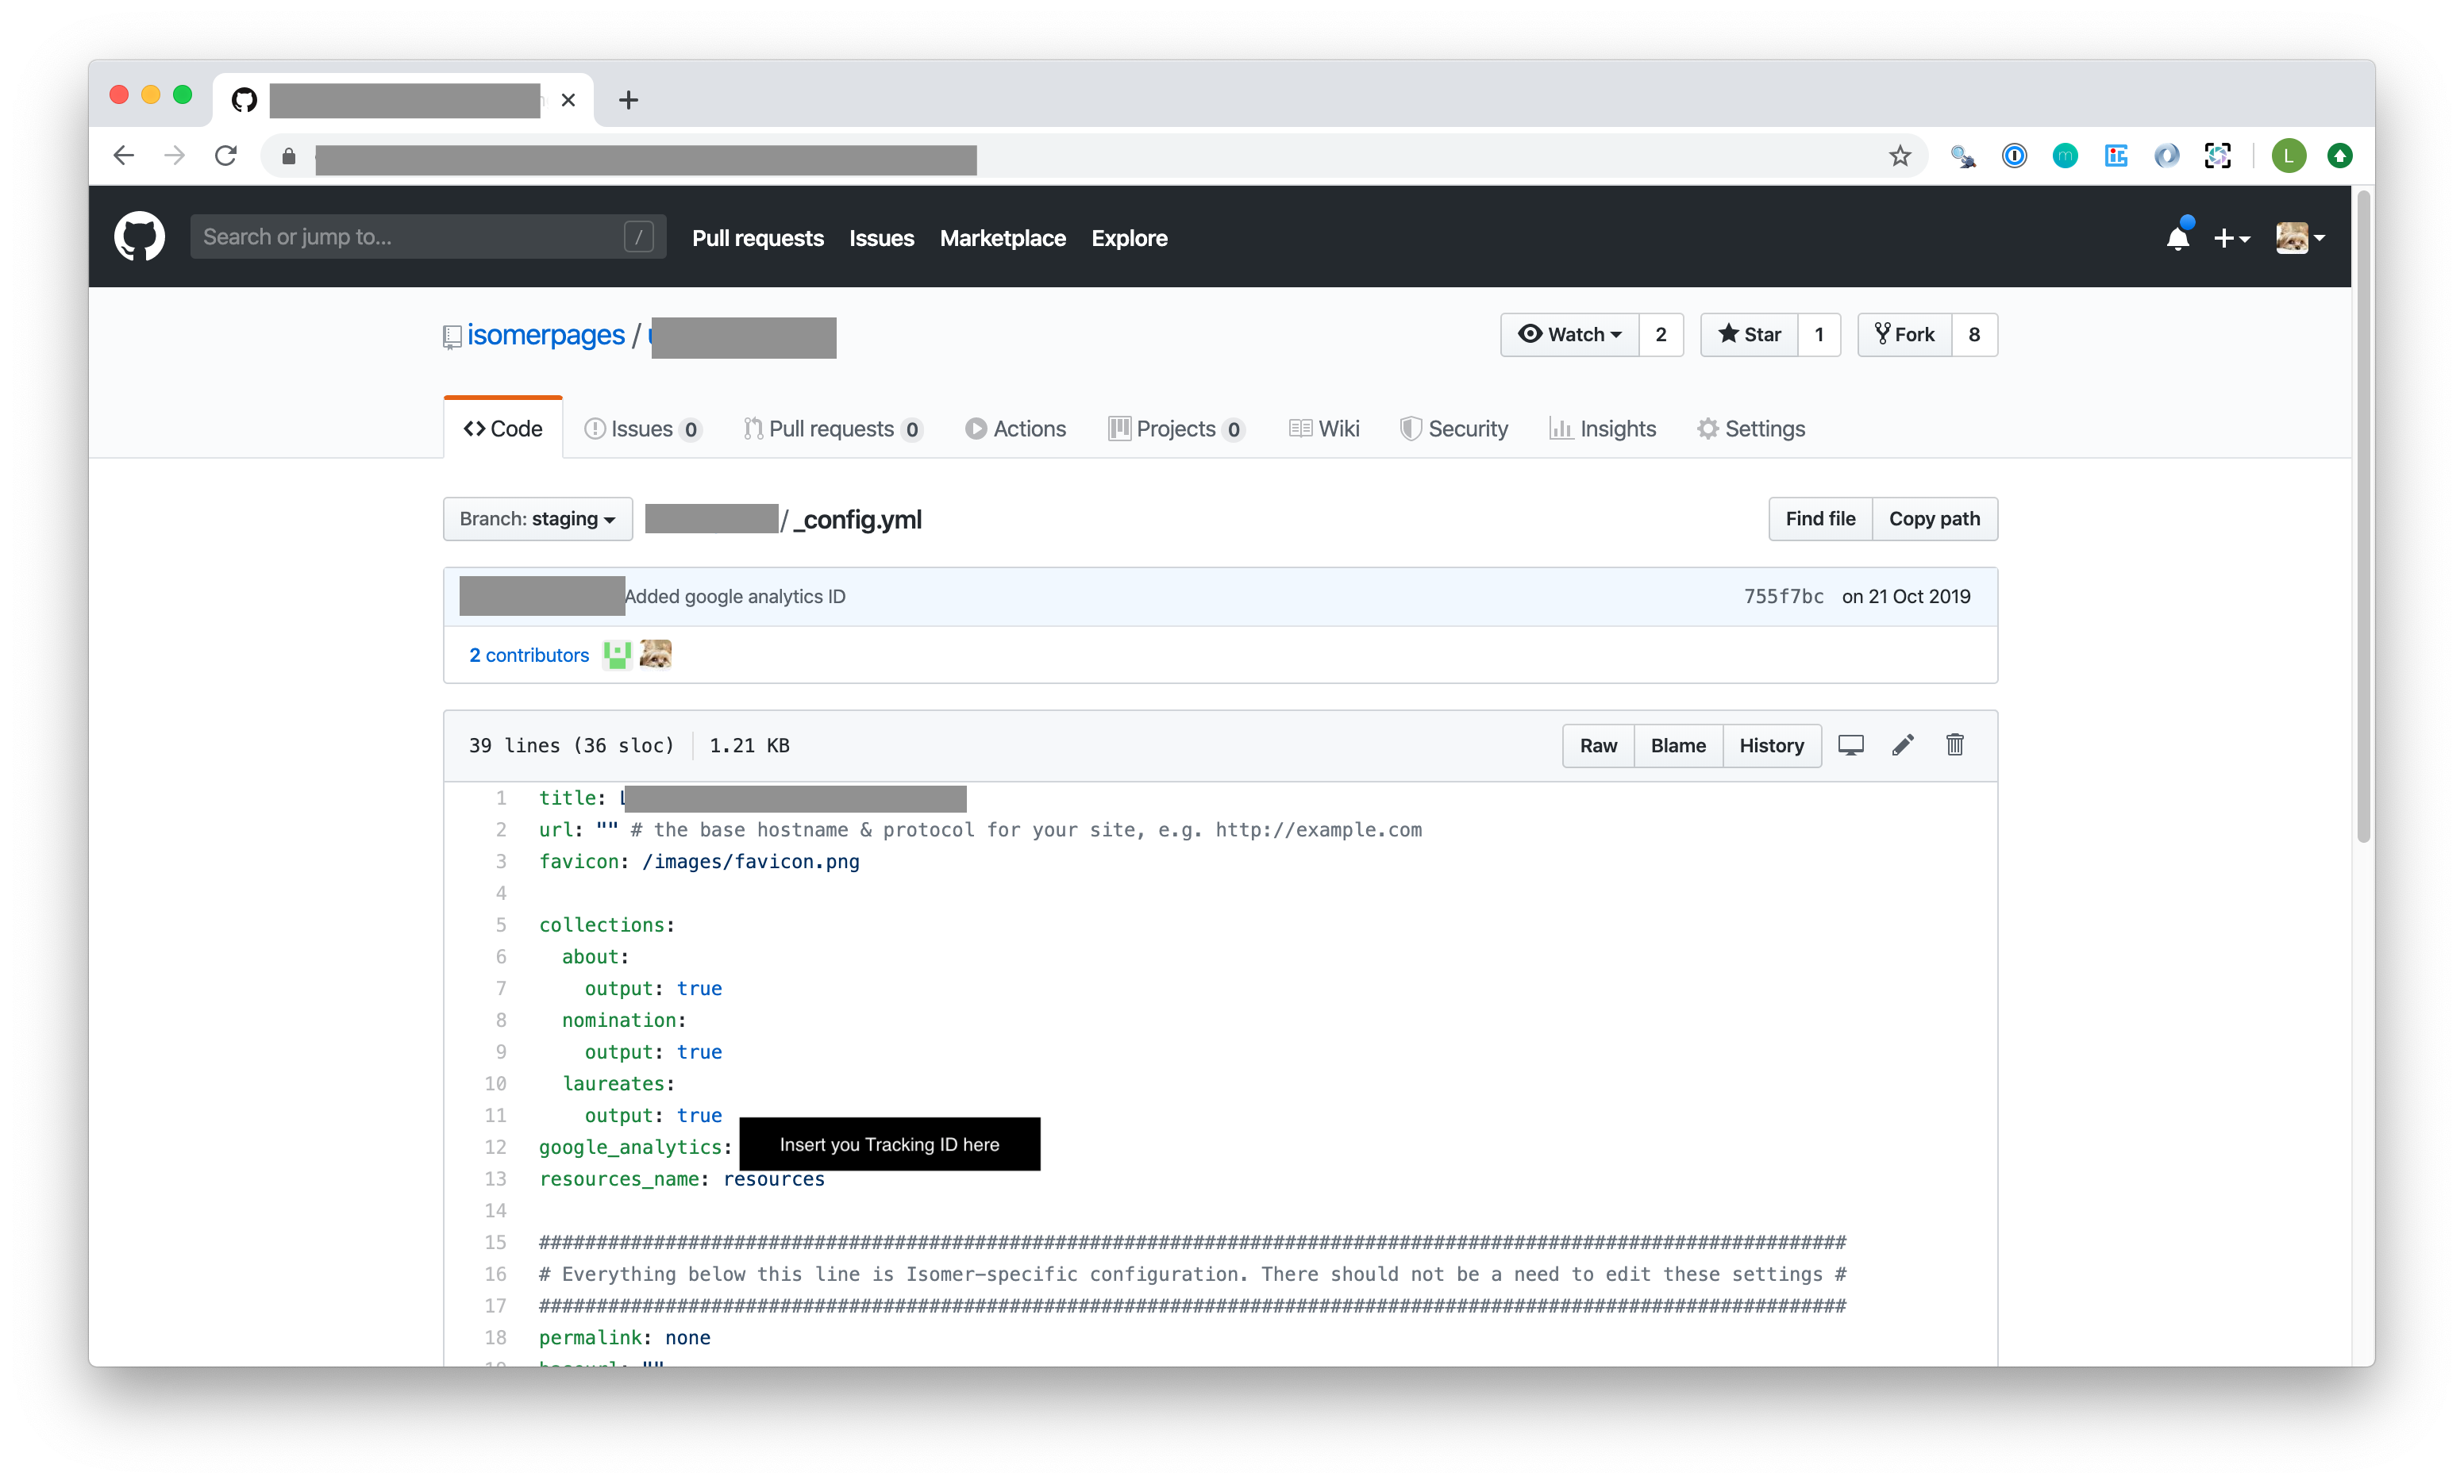 L
Search or jump to... /
Pull requests Issues Marketplace Explore
isomerpages /
Watch 2 Star 1 Fork 8
Code Issues 0 Pull requests 0 Actions Projects 0 Wiki Security Insights Settings
Branch: staging / _config.yml Find file Copy path
Added google analytics ID 755f7bc on 21 Oct 2019
2 contributors
39 lines (36 sloc) 1.21 KB Raw Blame History
1 title: L
2 url: "" # the base hostname & protocol for your site, e.g. http://example.com
3 favicon: /images/favicon.png
4
5 collections:
6 about:
7 output: true
8 nomination:
9 output: true
10 laureates:
11 output: true
12 google_analytics: Insert you Tracking ID here
13 resources_name: resources
14
15 ##################################################################################################################
16 # Everything below this line is Isomer-specific configuration. There should not be a need to edit these settings #
17 ##################################################################################################################
18 permalink: none